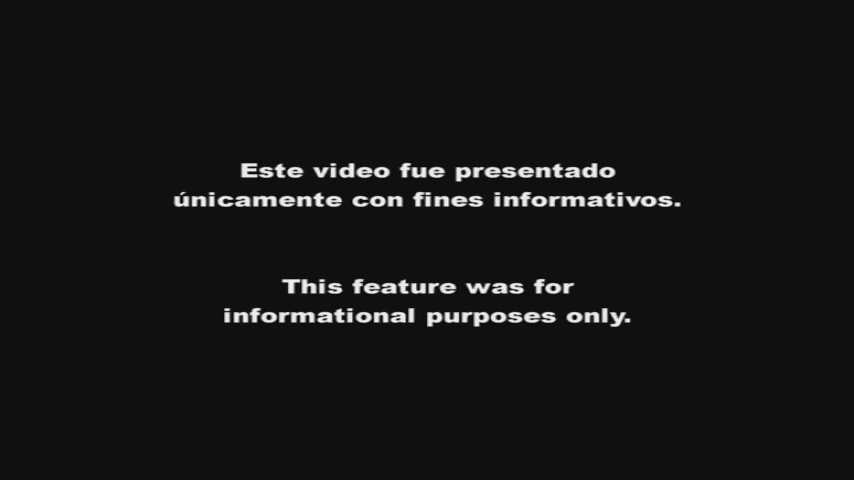 Este video fue presentado
únicamente con fines informativos.
This feature was for
informational purposes only.